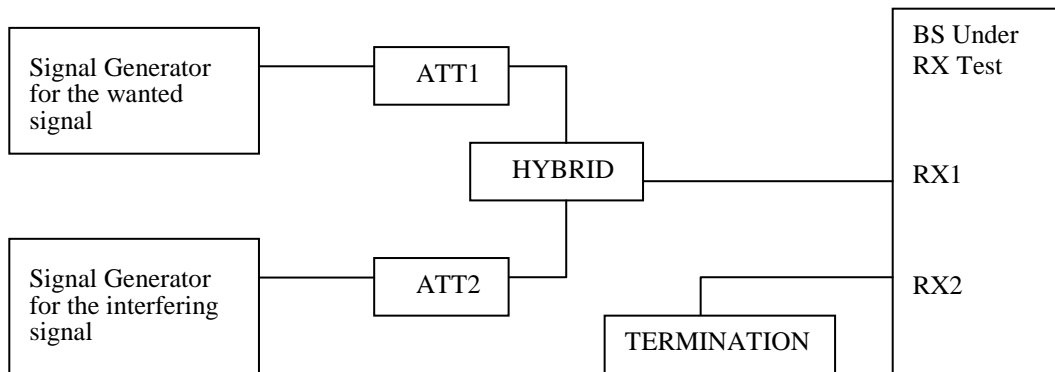 Signal Generator
for the wanted
signal
ATT1
HYBRID
Signal Generator
for the interfering
signal
ATT2
TERMINATION
BS Under
RX Test
RX1
RX2